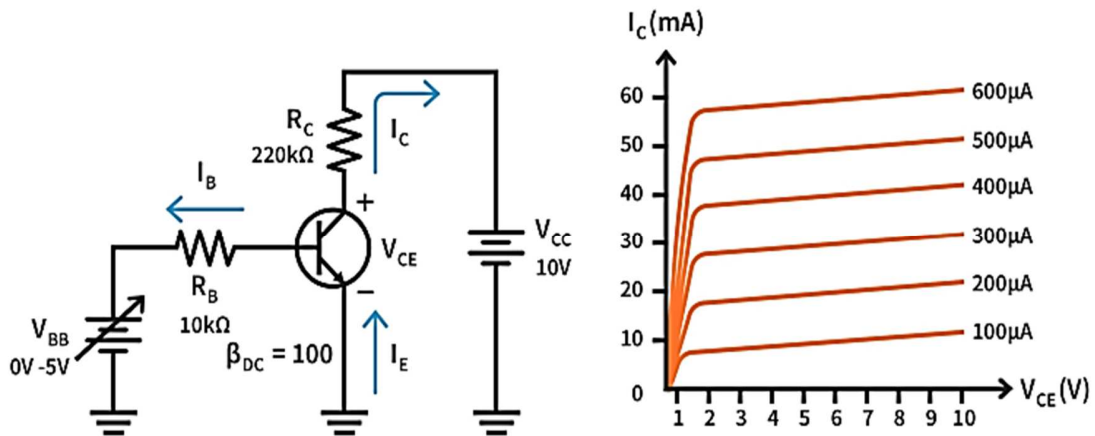 R_C
220kΩ
I_C
I_B
+
V_CE
−
R_B
10kΩ
V_BB
0V -5V
β_DC = 100
I_E
V_CC
10V
I_C(mA)
60
50
40
30
20
10
0
600μA
500μA
400μA
300μA
200μA
100μA
1 2 3 4 5 6 7 8 9 10
V_CE(V)